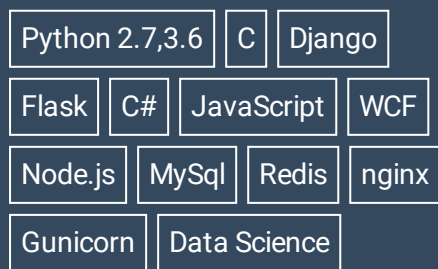 Python 2.7,3.6 C Django
Flask C# JavaScript WCF
Node.js MySql Redis nginx
Gunicorn Data Science